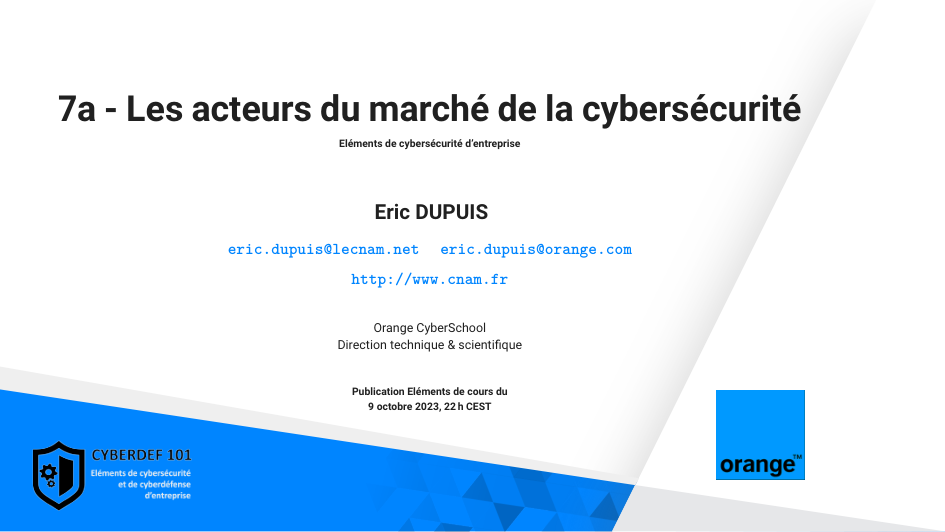 7a - Les acteurs du marché de la cybersécurité
Eléments de cybersécurité d'entreprise
Eric DUPUIS
eric.dupuis@lecnam.net eric.dupuis@orange.com
http://www.cnam.fr
Orange CyberSchool
Direction technique & scientifique
Publication Eléments de cours du
9 octobre 2023, 22 h CEST
CYBERDEF 101
Eléments de cybersécurité
et de cyberdéfense
d'entreprise
orange™